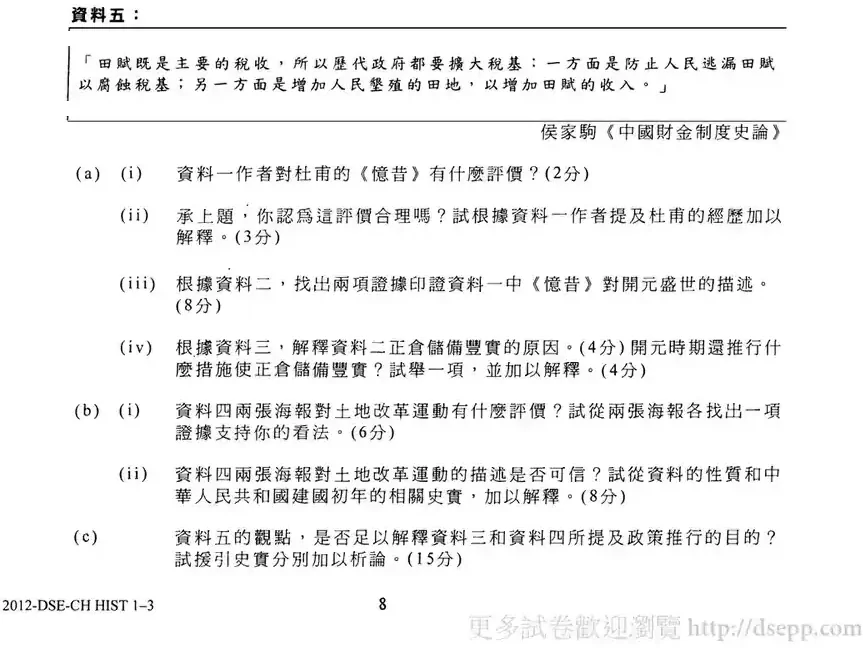 資料五：
「田賦既是主要的稅收，所以歷代政府都要擴大稅基：一方面是防止人民逃漏田賦
以腐蝕稅基；另一方面是增加人民墾殖的田地，以增加田賦的收入。」
侯家駒《中國財金制度史論》
(a) (i) 資料一作者對杜甫的《憶昔》有什麼評價？(2分)
(ii) 承上題，你認爲這評價合理嗎？試根據資料一作者提及杜甫的經歷加以
解釋。(3分)
(iii) 根據資料二，找出兩項證據印證資料一中《憶昔》對開元盛世的描述。
(8分)
(iv) 根據資料三，解釋資料二正倉儲備豐實的原因。(4分) 開元時期還推行什
麼措施使正倉儲備豐實？試舉一項，並加以解釋。(4分)
(b) (i) 資料四兩張海報對土地改革運動有什麼評價？試從兩張海報各找出一項
證據支持你的看法。(6分)
(ii) 資料四兩張海報對土地改革運動的描述是否可信？試從資料的性質和中
華人民共和國建國初年的相關史實，加以解釋。(8分)
(c) 資料五的觀點，是否足以解釋資料三和資料四所提及政策推行的目的？
試援引史實分別加以析論。(15分)
2012-DSE-CH HIST 1–3
8
更多試卷歡迎瀏覽 http://dsepp.com